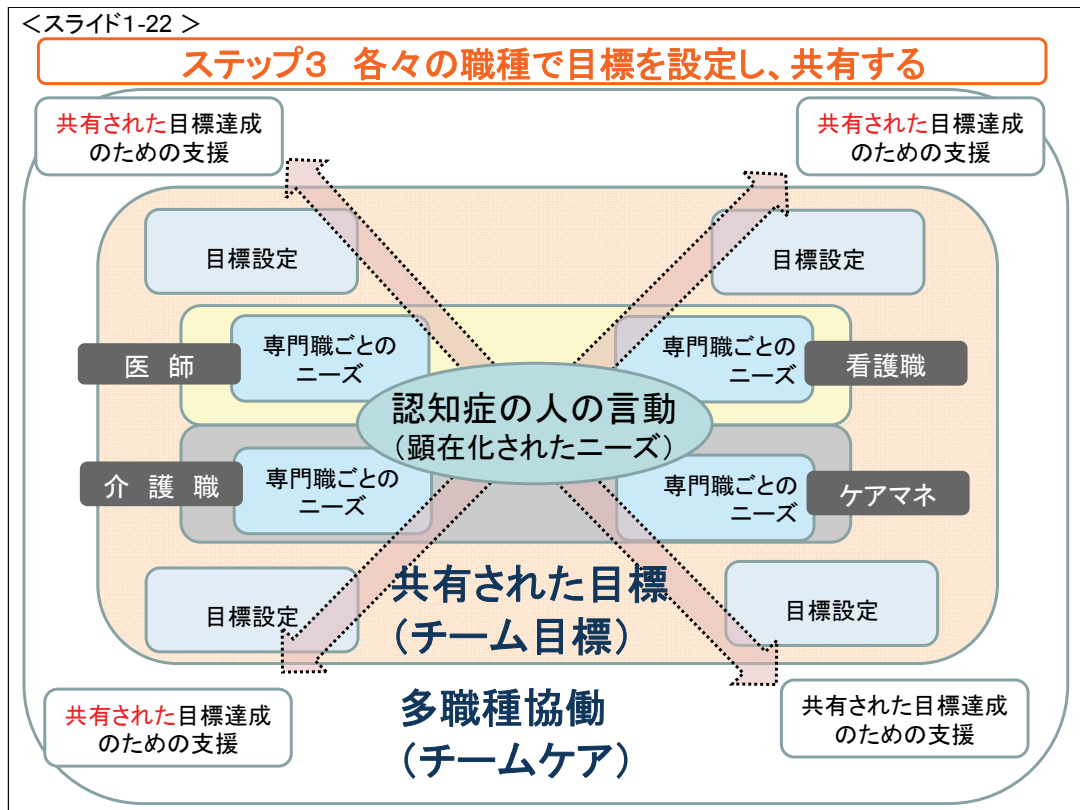 ＜スライド1-22 ＞
ステップ３ 各々の職種で目標を設定し、共有する
共有された目標達成
のための支援
共有された目標達成
のための支援
目標設定
目標設定
医 師
専門職ごとの
ニーズ
専門職ごとの
ニーズ
看護職
認知症の人の言動
（顕在化されたニーズ）
介 護 職
専門職ごとの
ニーズ
専門職ごとの
ニーズ
ケアマネ
目標設定
共有された目標
（チーム目標）
目標設定
共有された目標達成
のための支援
多職種協働
（チームケア）
共有された目標達成
のための支援